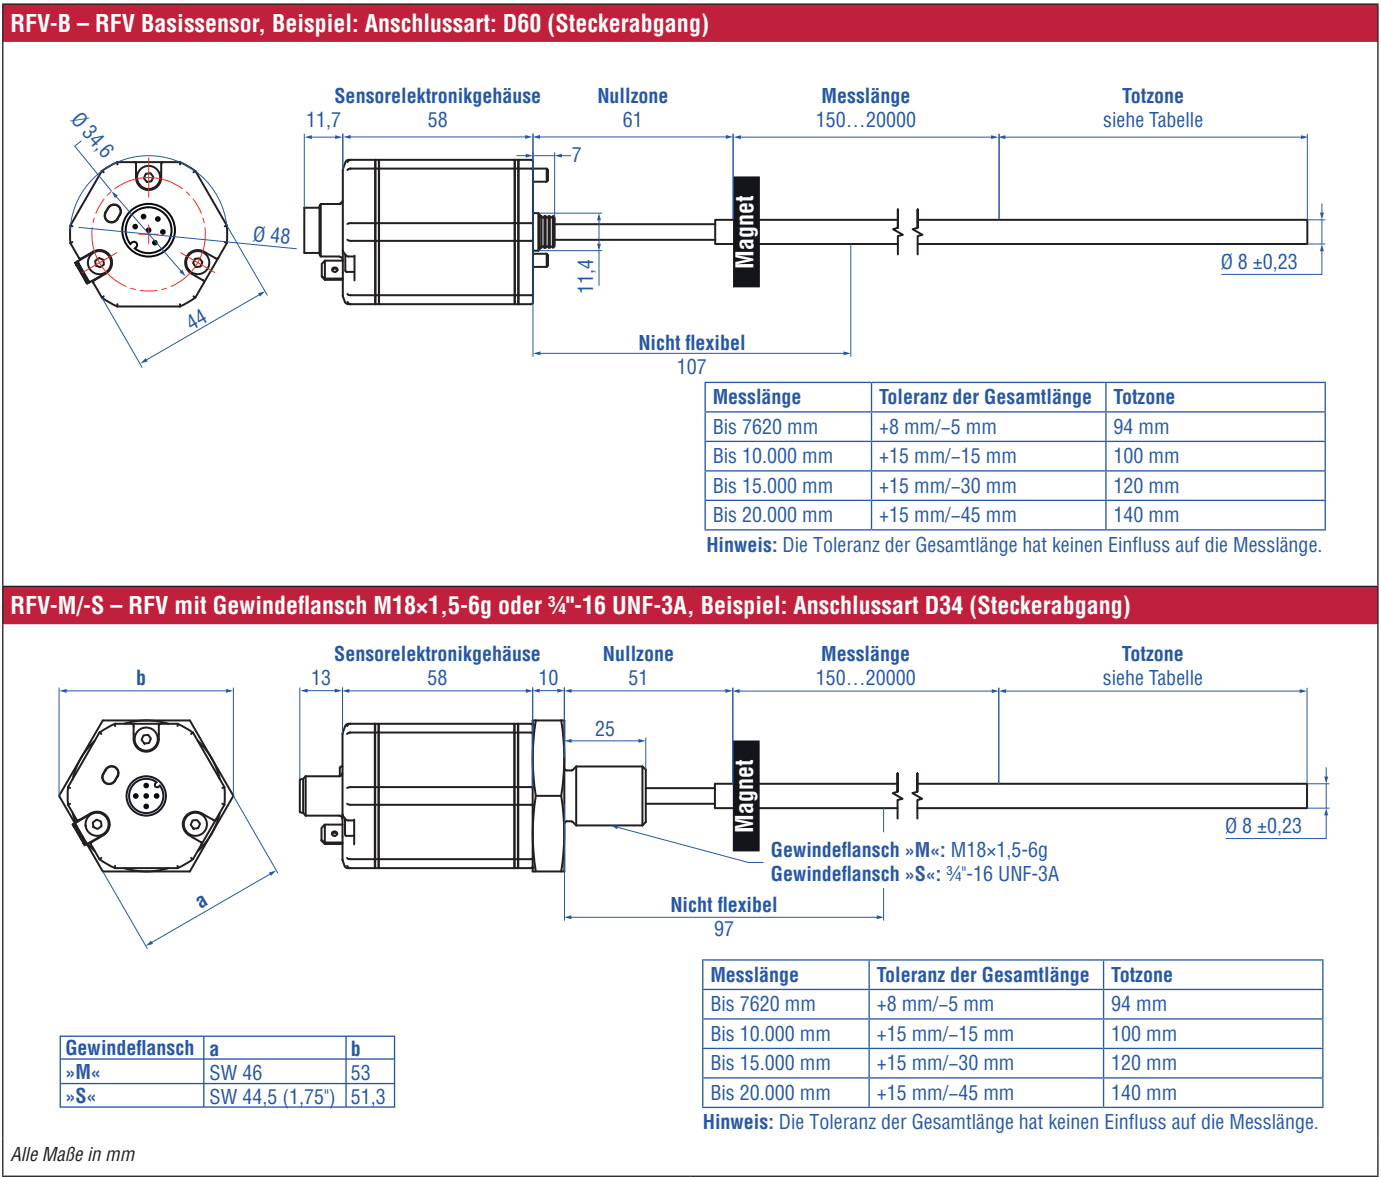 RFV-B – RFV Basissensor, Beispiel: Anschlussart: D60 (Steckerabgang)
Sensorelektronikgehäuse Nullzone Messlänge Totzone
11,7 58 61 150…20000 siehe Tabelle
7
Ø 34,6
Ø 48
44
11,4
Magnet
Ø 8 ±0,23
Nicht flexibel
107
Messlänge Toleranz der Gesamtlänge Totzone
Bis 7620 mm +8 mm/−5 mm 94 mm
Bis 10.000 mm +15 mm/−15 mm 100 mm
Bis 15.000 mm +15 mm/−30 mm 120 mm
Bis 20.000 mm +15 mm/−45 mm 140 mm
Hinweis: Die Toleranz der Gesamtlänge hat keinen Einfluss auf die Messlänge.
RFV-M/-S – RFV mit Gewindeflansch M18×1,5-6g oder ¾"-16 UNF-3A, Beispiel: Anschlussart D34 (Steckerabgang)
Sensorelektronikgehäuse Nullzone Messlänge Totzone
b 13 58 10 51 150…20000 siehe Tabelle
25
Magnet
Ø 8 ±0,23
Gewindeflansch »M«: M18×1,5-6g
Gewindeflansch »S«: ¾"-16 UNF-3A
a
Nicht flexibel
97
Messlänge Toleranz der Gesamtlänge Totzone
Bis 7620 mm +8 mm/−5 mm 94 mm
Bis 10.000 mm +15 mm/−15 mm 100 mm
Bis 15.000 mm +15 mm/−30 mm 120 mm
Bis 20.000 mm +15 mm/−45 mm 140 mm
Hinweis: Die Toleranz der Gesamtlänge hat keinen Einfluss auf die Messlänge.
Gewindeflansch a b
»M« SW 46 53
»S« SW 44,5 (1,75") 51,3
Alle Maße in mm